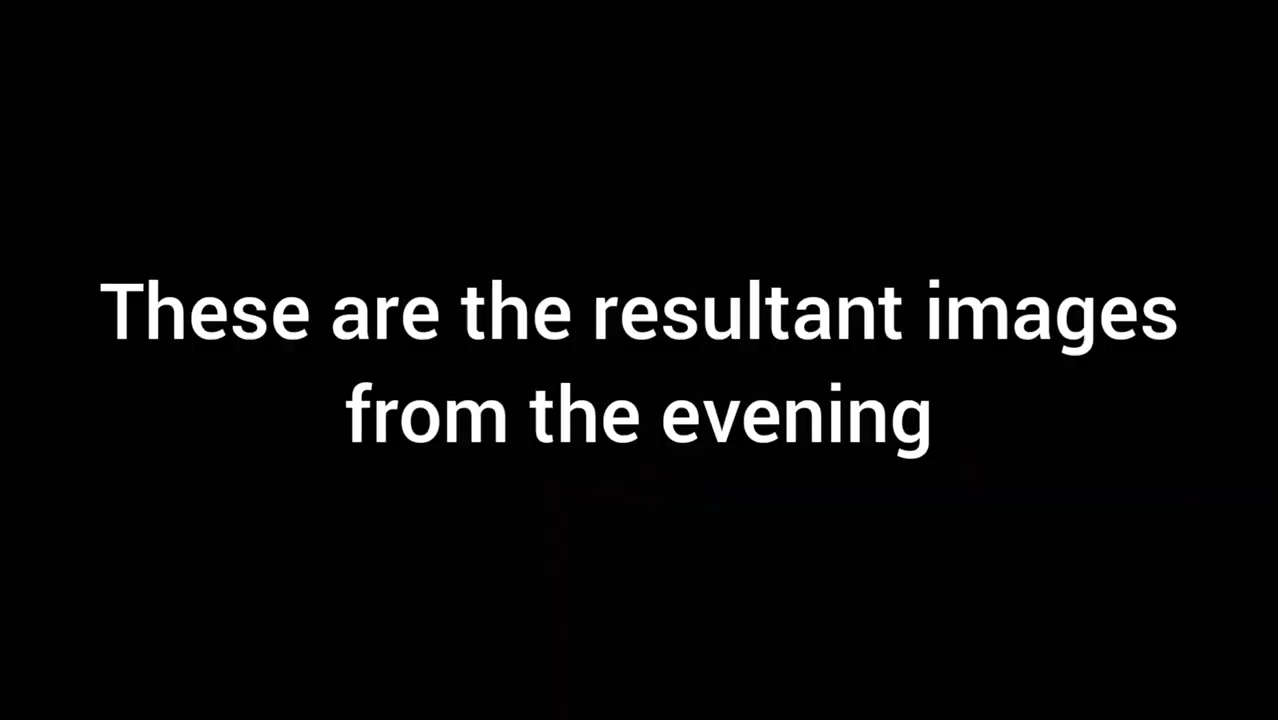 These are the resultant images
from the evening